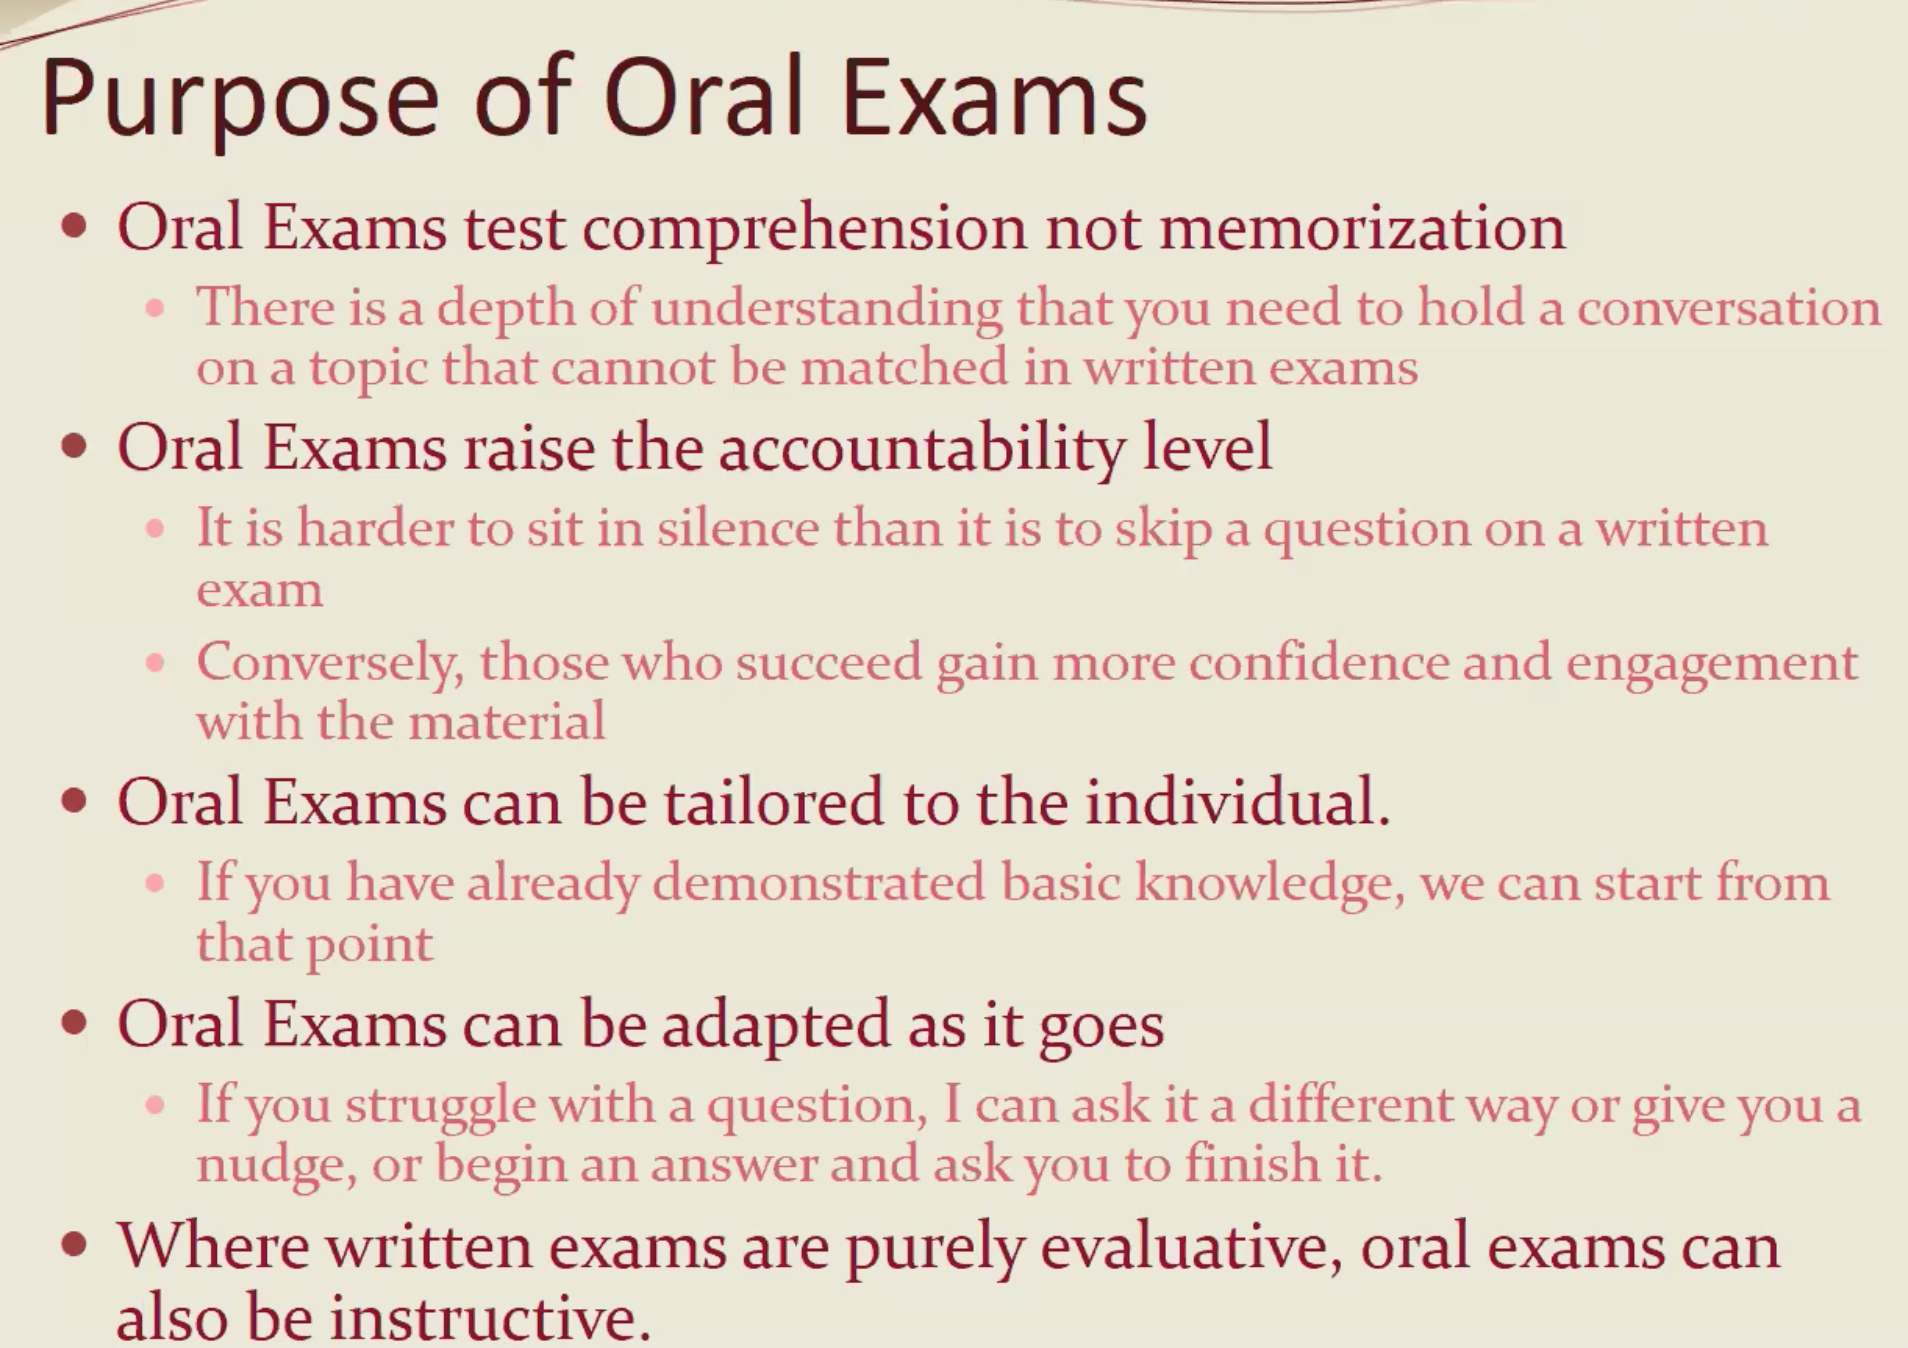 Purpose of Oral Exams
• Oral Exams test comprehension not memorization
• There is a depth of understanding that you need to hold a conversation
on a topic that cannot be matched in written exams
• Oral Exams raise the accountability level
• It is harder to sit in silence than it is to skip a question on a written
exam
• Conversely, those who succeed gain more confidence and engagement
with the material
• Oral Exams can be tailored to the individual.
• If you have already demonstrated basic knowledge, we can start from
that point
• Oral Exams can be adapted as it goes
• If you struggle with a question, I can ask it a different way or give you a
nudge, or begin an answer and ask you to finish it.
• Where written exams are purely evaluative, oral exams can
also be instructive.